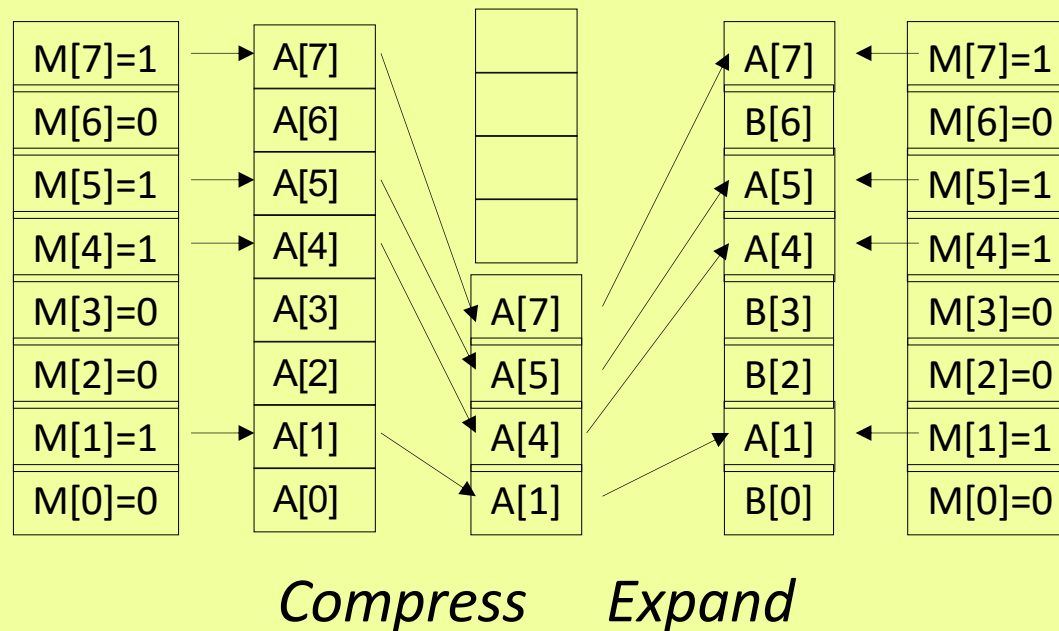 M[7]=1 A[7] A[7] M[7]=1
M[6]=0 A[6] B[6] M[6]=0
M[5]=1 A[5] A[5] M[5]=1
M[4]=1 A[4] A[4] M[4]=1
M[3]=0 A[3] A[7] B[3] M[3]=0
M[2]=0 A[2] A[5] B[2] M[2]=0
M[1]=1 A[1] A[4] A[1] M[1]=1
M[0]=0 A[0] A[1] B[0] M[0]=0
Compress Expand